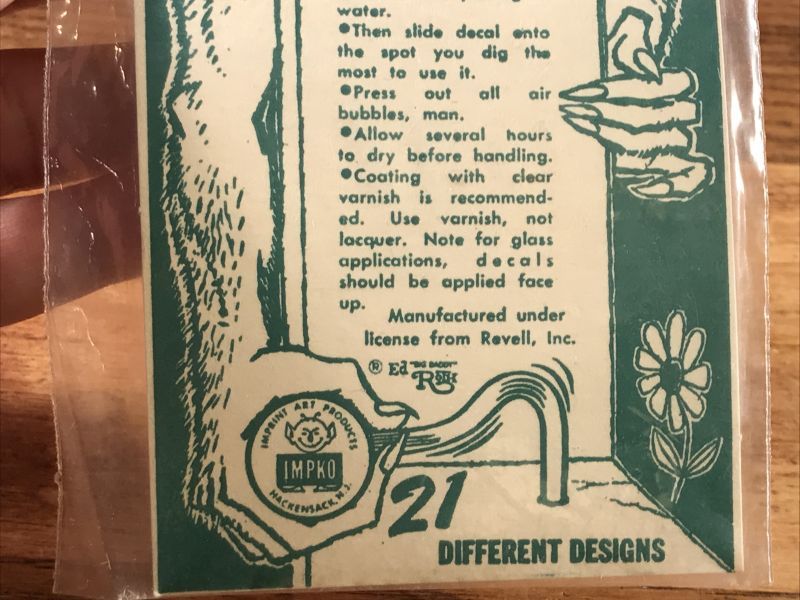 water.
●Then slide decal onto
the spot you dig the
most to use it.
●Press out all air
bubbles, man.
●Allow several hours
to dry before handling.
●Coating with clear
varnish is recommend-
ed. Use varnish, not
lacquer. Note for glass
applications, decals
should be applied face
up.
Manufactured under
license from Revell, Inc.
® Ed "BIG DADDY" Roth
IMPRINT ART PRODUCTS
IMPKO
HACKENSACK, N.J.
21
DIFFERENT DESIGNS